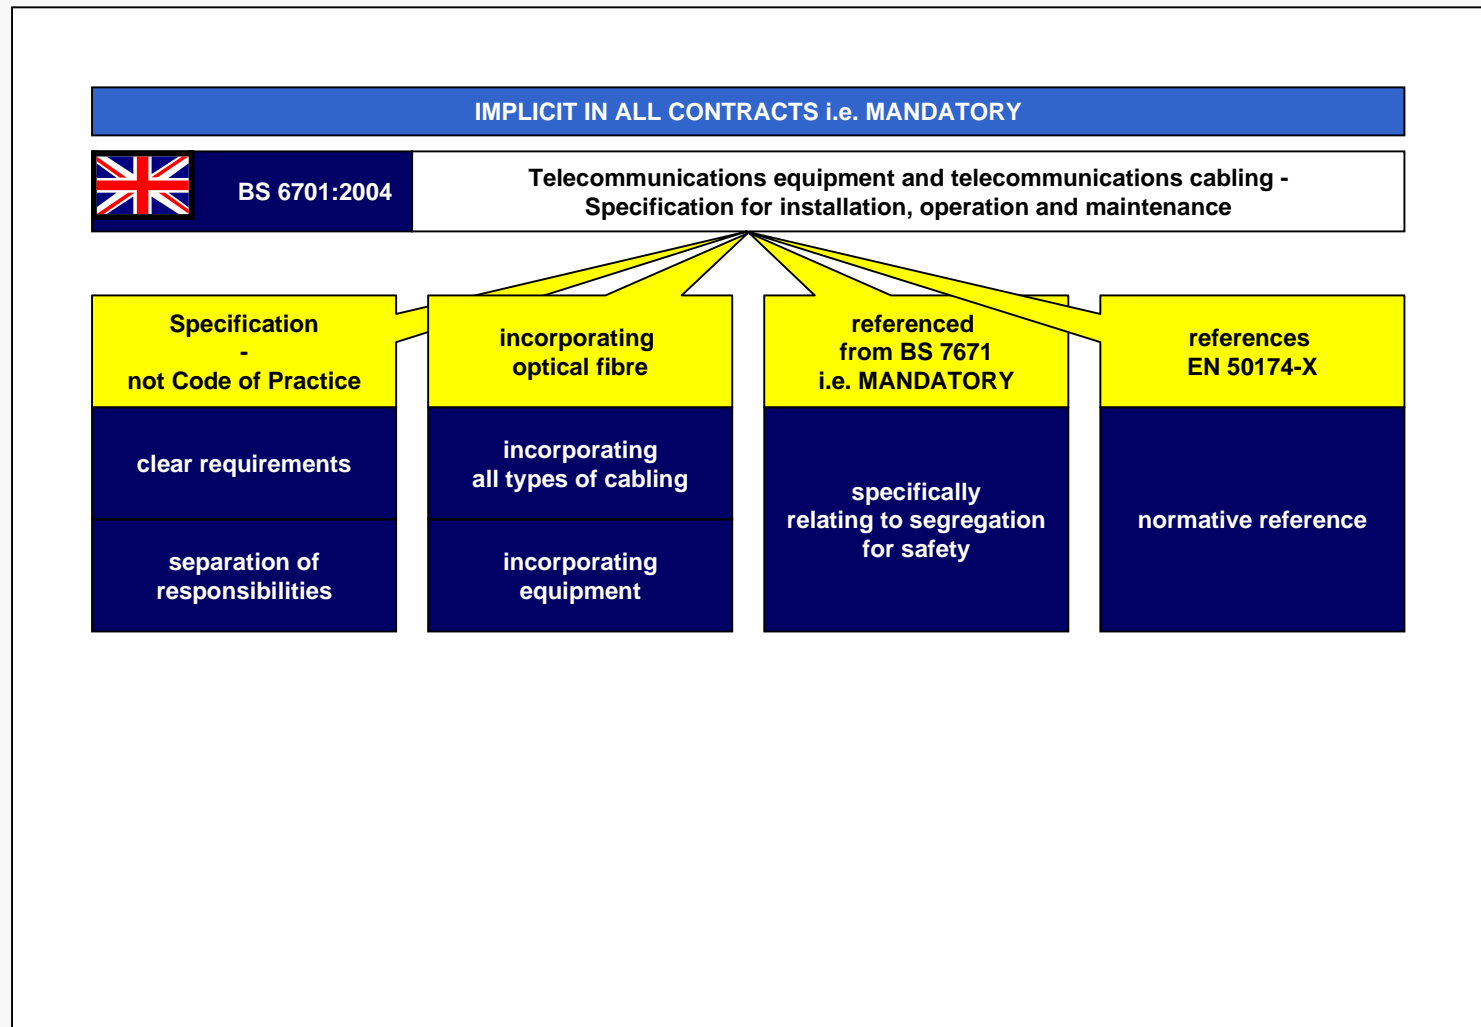 IMPLICIT IN ALL CONTRACTS i.e. MANDATORY
BS 6701:2004
Telecommunications equipment and telecommunications cabling -
Specification for installation, operation and maintenance
Specification
-
not Code of Practice
clear requirements
separation of
responsibilities
incorporating
optical fibre
incorporating
all types of cabling
incorporating
equipment
referenced
from BS 7671
i.e. MANDATORY
specifically
relating to segregation
for safety
references
EN 50174-X
normative reference